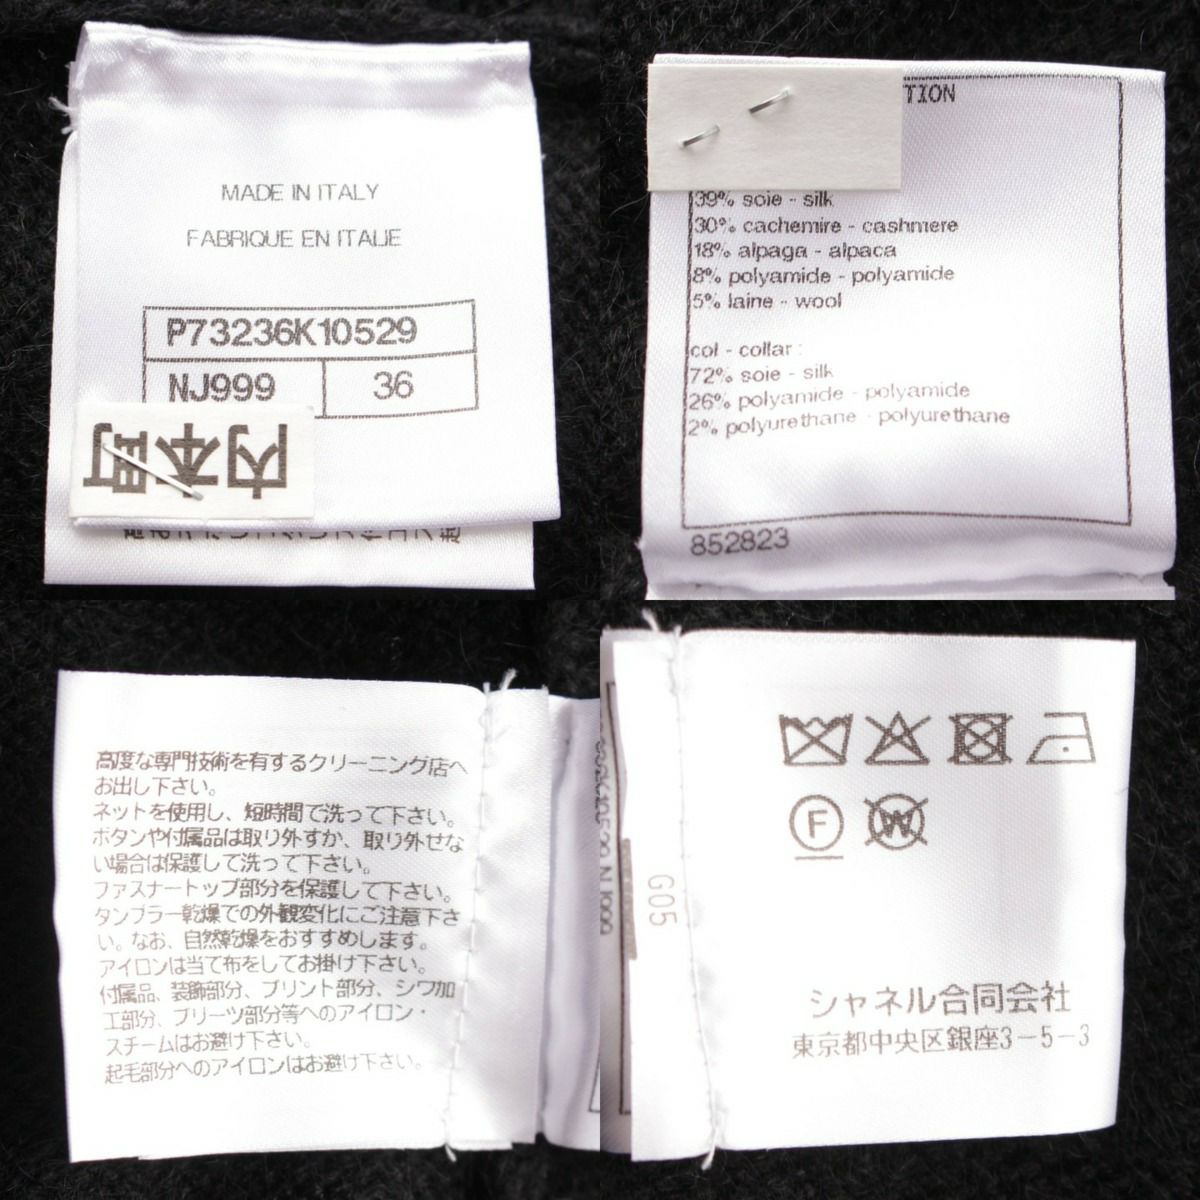 MADE IN ITALY
FABRIQUE EN ITALIE
P73236K10529
NJ999 36
内本町
TION
39% soie - silk
30% cachemire - cashmere
18% alpaga - alpaca
8% polyamide - polyamide
5% laine - wool
col - collar :
72% soie - silk
26% polyamide - polyamide
2% polyurethane - polyurethane
852823
高度な専門技術を有するクリーニング店へ
お出し下さい。
ネットを使用し、短時間で洗って下さい。
ボタンや付属品は取り外すか、取り外せな
い場合は保護して洗って下さい。
ファスナートップ部分を保護して下さい。
タンブラー乾燥での外観変化にご注意下さ
い。なお、自然乾燥をおすすめします。
アイロンは当て布をしてお掛け下さい。
付属品、装飾部分、プリント部分、シワ加
工部分、プリーツ部分等へのアイロン・
スチームはお避け下さい。
起毛部分へのアイロンはお避け下さい。
G05
F W
シャネル合同会社
東京都中央区銀座3-5-3